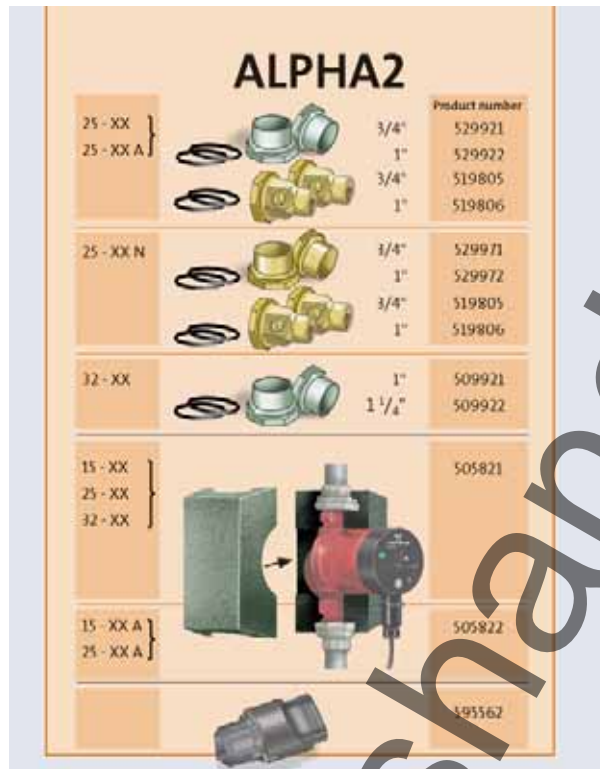 ALPHA2
Product number
25 - XX
25 - XX A
3/4" 529921
1" 529922
3/4" 519805
1" 519806
25 - XX N
3/4" 529971
1" 529972
3/4" 519805
1" 519806
32 - XX
1" 509921
1 1/4" 509922
15 - XX
25 - XX
32 - XX
505821
15 - XX A
25 - XX A
505822
595562